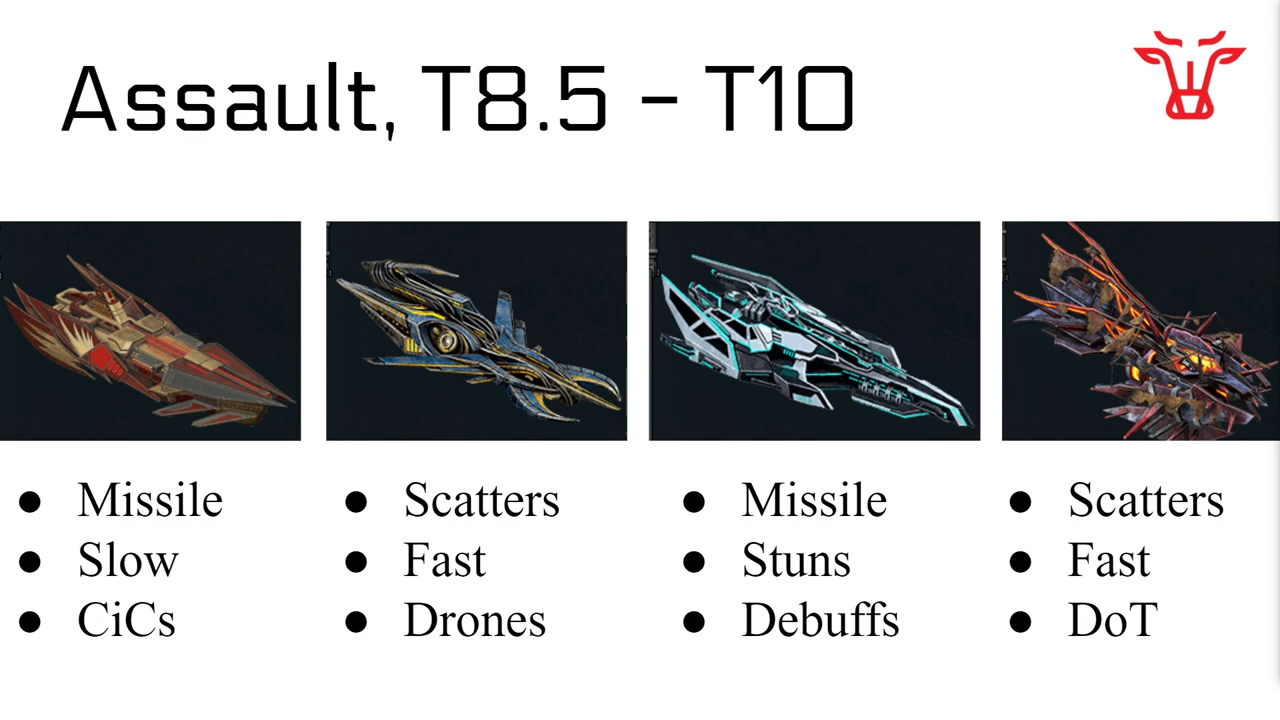 Assault, T8.5 – T10
● Missile
● Slow
● CiCs
● Scatters
● Fast
● Drones
● Missile
● Stuns
● Debuffs
● Scatters
● Fast
● DoT